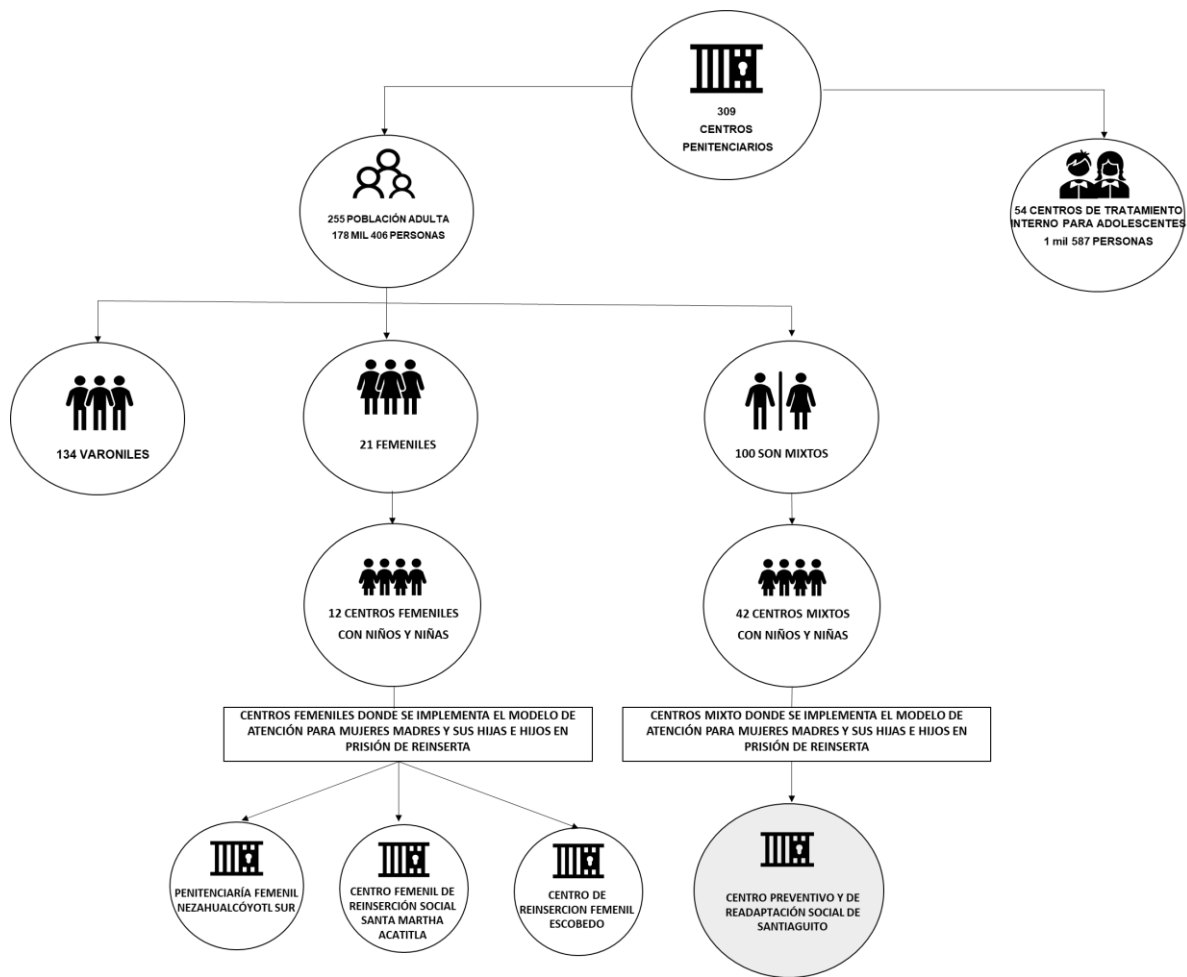 309
CENTROS
PENITENCIARIOS
255 POBLACIÓN ADULTA
178 MIL 406 PERSONAS
54 CENTROS DE TRATAMIENTO
INTERNO PARA ADOLESCENTES
1 mil 587 PERSONAS
134 VARONILES
21 FEMENILES
100 SON MIXTOS
12 CENTROS FEMENILES
CON NIÑOS Y NIÑAS
42 CENTROS MIXTOS
CON NIÑOS Y NIÑAS
CENTROS FEMENILES DONDE SE IMPLEMENTA EL MODELO DE
ATENCIÓN PARA MUJERES MADRES Y SUS HIJAS E HIJOS EN
PRISIÓN DE REINSERTA
CENTROS MIXTO DONDE SE IMPLEMENTA EL MODELO DE
ATENCIÓN PARA MUJERES MADRES Y SUS HIJAS E HIJOS EN
PRISIÓN DE REINSERTA
PENITENCIARÍA FEMENIL
NEZAHUALCÓYOTL SUR
CENTRO FEMENIL DE
REINSERCIÓN SOCIAL
SANTA MARTHA
ACATITLA
CENTRO DE
REINSERCION FEMENIL
ESCOBEDO
CENTRO PREVENTIVO Y DE
READAPTACIÓN SOCIAL DE
SANTIAGUITO